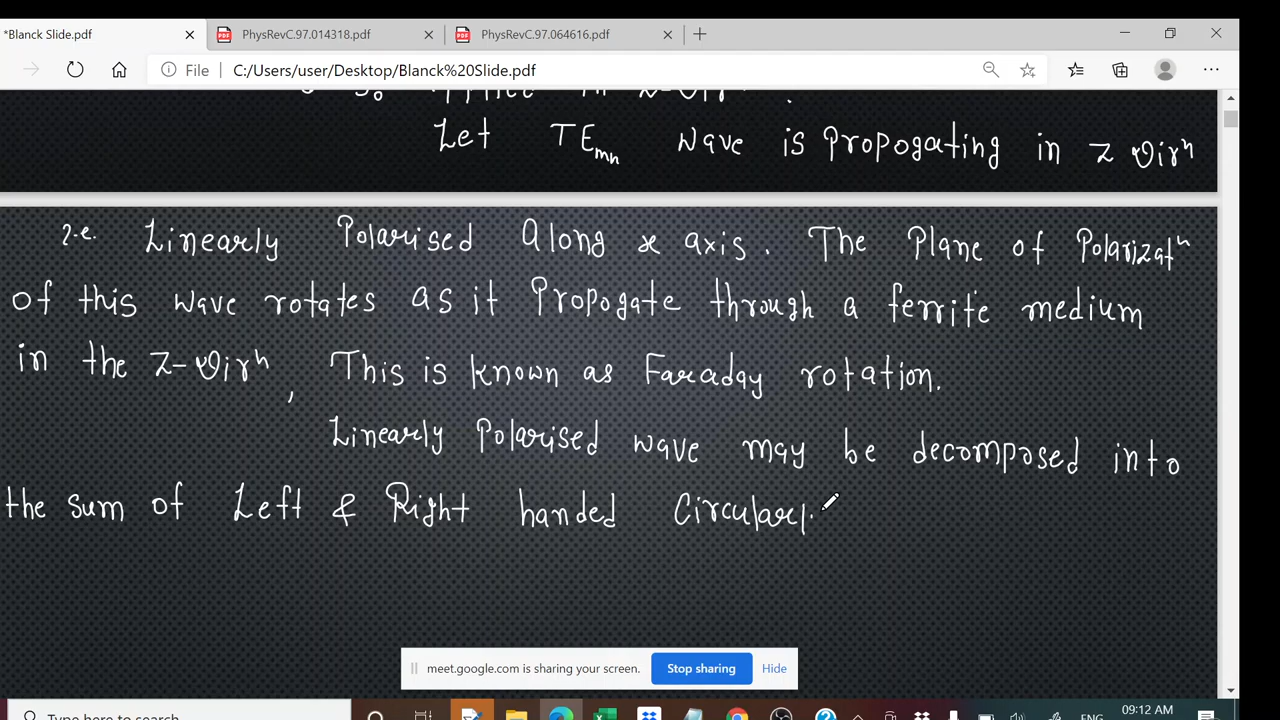 *Blanck Slide.pdf
PhysRevC.97.014318.pdf
PhysRevC.97.064616.pdf
File
C:/Users/user/Desktop/Blanck%20Slide.pdf
Let TEmn wave is Propogating in z Dirⁿ
i.e. Linearly Polarised Along x axis. The Plane of Polarizatⁿ
of this wave rotates as it Propogate through a ferrite medium
in the Z-Dirⁿ, This is known as Faraday rotation.
Linearly Polarised wave may be decomposed into
the sum of Left & Right handed Circularl
meet.google.com is sharing your screen.
Stop sharing
Hide
Type here to search
ENG
09:12 AM